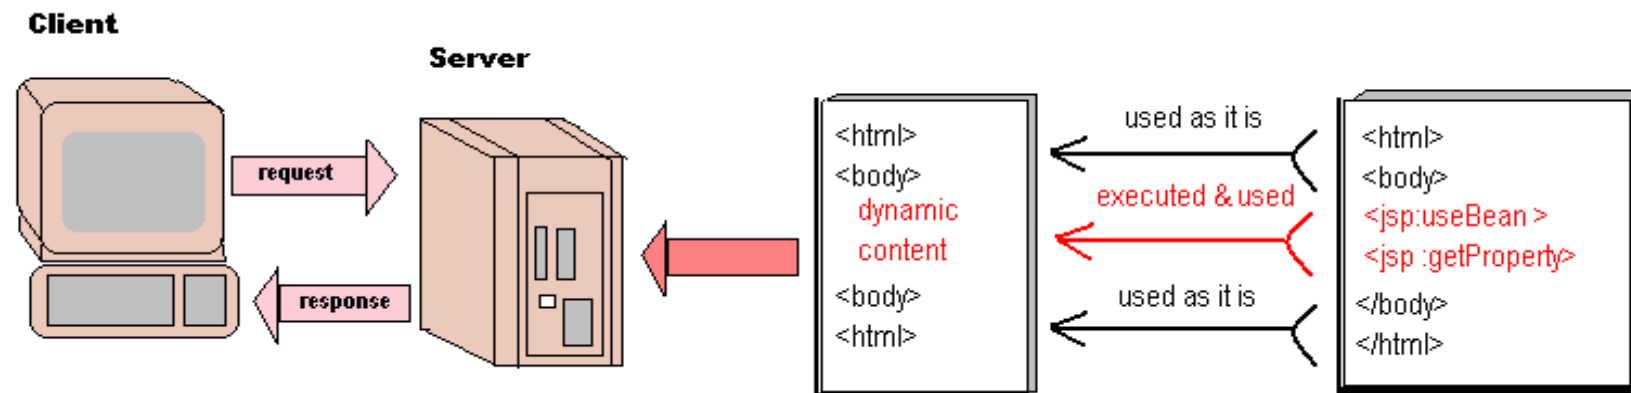 Client
Server
request
response
<html>
<body>
dynamic
content
<body>
<html>
used as it is
executed & used
used as it is
<html>
<body>
<jsp:useBean >
<jsp :getProperty>
</body>
</html>